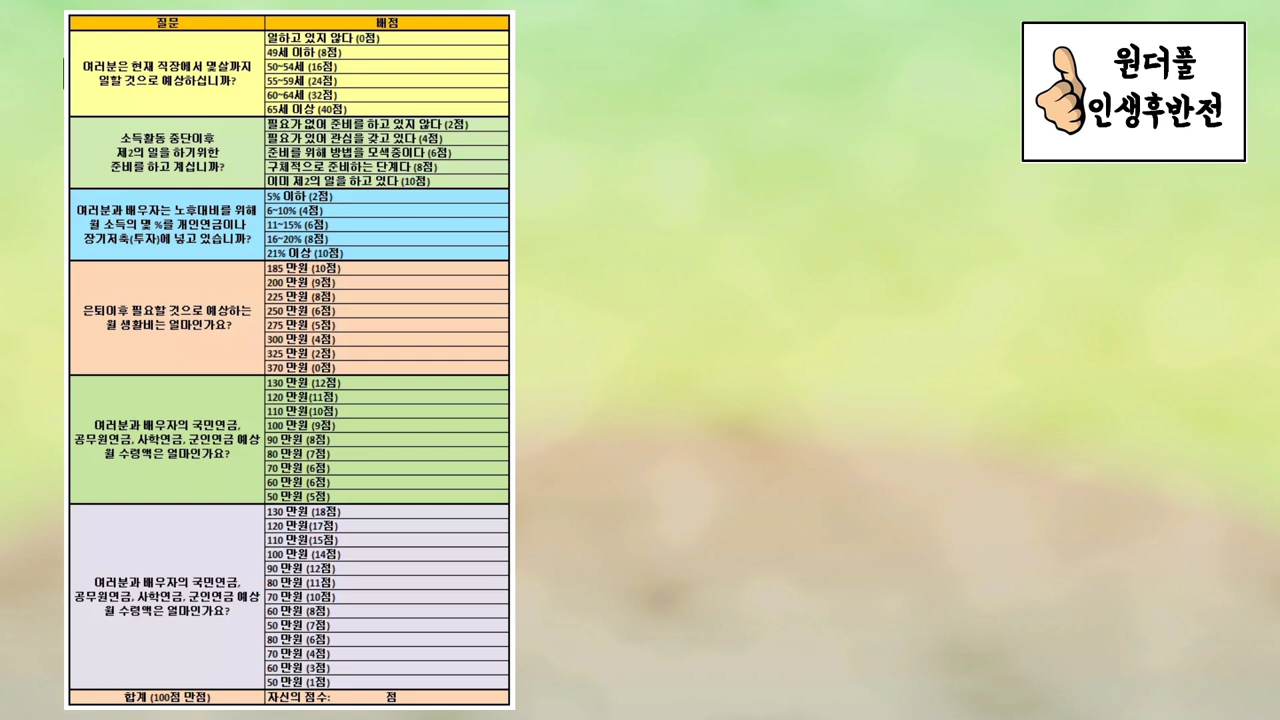 질문 배점
여러분은 현재 직장에서 몇살까지
일할 것으로 예상하십니까?
일하고 있지 않다 (0점)
49세 이하 (8점)
50~54세 (16점)
55~59세 (24점)
60~64세 (32점)
65세 이상 (40점)
소득활동 중단이후
제2의 일을 하기위한
준비를 하고 계십니까?
필요가 없어 준비를 하고 있지 않다 (2점)
필요가 있어 관심을 갖고 있다 (4점)
준비를 위해 방법을 모색중이다 (6점)
구체적으로 준비하는 단계다 (8점)
이미 제2의 일을 하고 있다 (10점)
여러분과 배우자는 노후대비를 위해
월 소득의 몇 %를 개인연금이나
장기저축(투자)에 넣고 있습니까?
5% 이하 (2점)
6~10% (4점)
11~15% (6점)
16~20% (8점)
21% 이상 (10점)
은퇴이후 필요할 것으로 예상하는
월 생활비는 얼마인가요?
185 만원 (10점)
200 만원 (9점)
225 만원 (8점)
250 만원 (6점)
275 만원 (5점)
300 만원 (4점)
325 만원 (2점)
370 만원 (0점)
여러분과 배우자의 국민연금,
공무원연금, 사학연금, 군인연금 예상
월 수령액은 얼마인가요?
130 만원 (12점)
120 만원(11점)
110 만원(10점)
100 만원 (9점)
90 만원 (8점)
80 만원 (7점)
70 만원 (6점)
60 만원 (6점)
50 만원 (5점)
여러분과 배우자의 국민연금,
공무원연금, 사학연금, 군인연금 예상
월 수령액은 얼마인가요?
130 만원 (18점)
120 만원(17점)
110 만원(15점)
100 만원 (14점)
90 만원 (12점)
80 만원 (11점)
70 만원 (10점)
60 만원 (8점)
50 만원 (7점)
80 만원 (6점)
70 만원 (4점)
60 만원 (3점)
50 만원 (1점)
합계 (100점 만점) 자신의 점수: 점
원더풀
인생후반전